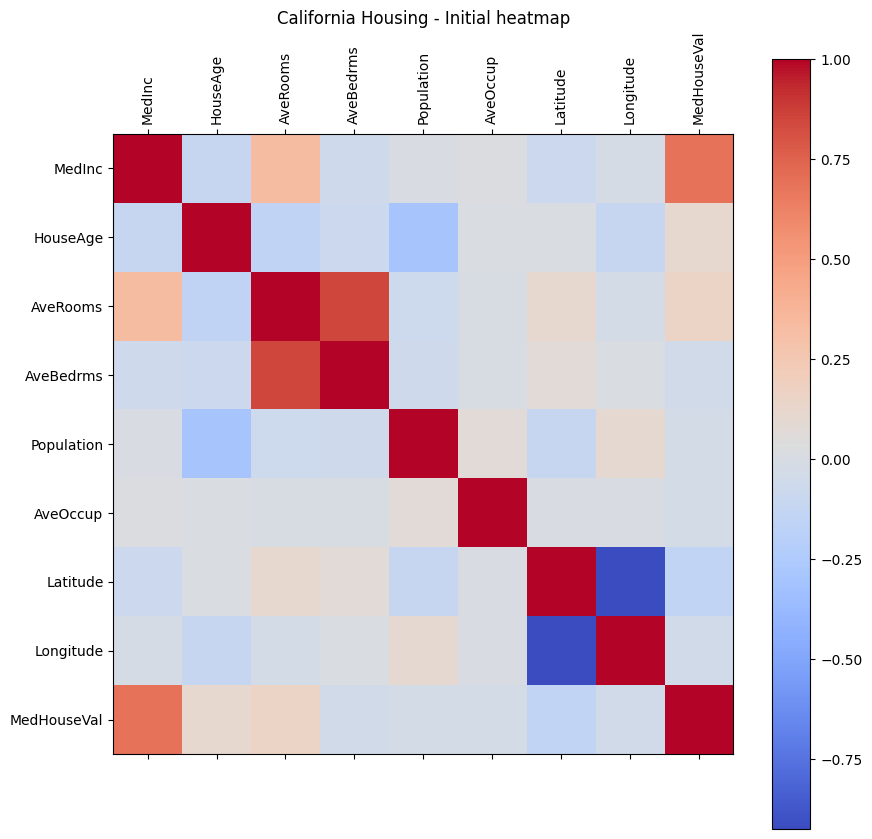 California Housing - Initial heatmap
MedInc
HouseAge
AveRooms
AveBedrms
Population
AveOccup
Latitude
Longitude
MedHouseVal
MedInc
HouseAge
AveRooms
AveBedrms
Population
AveOccup
Latitude
Longitude
MedHouseVal
1.00
0.75
0.50
0.25
0.00
−0.25
−0.50
−0.75